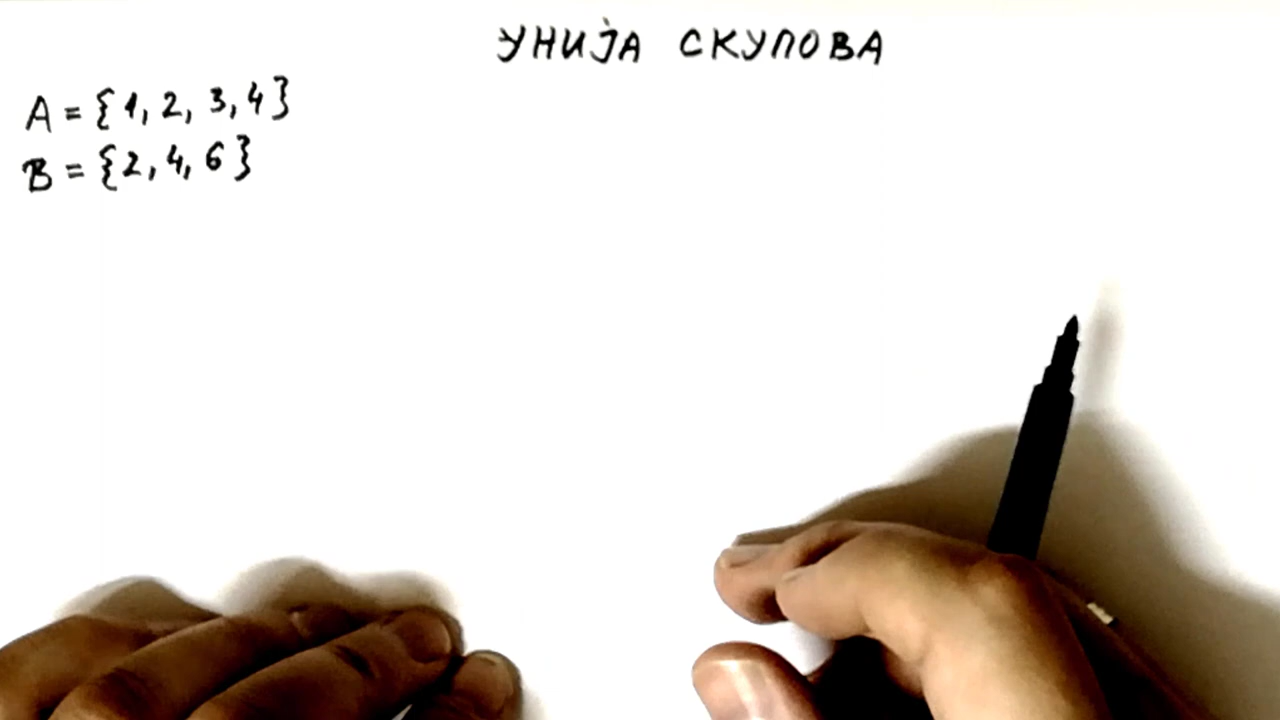 УНИЈА СКУПОВА
A = {1, 2, 3, 4}
B = {2, 4, 6}